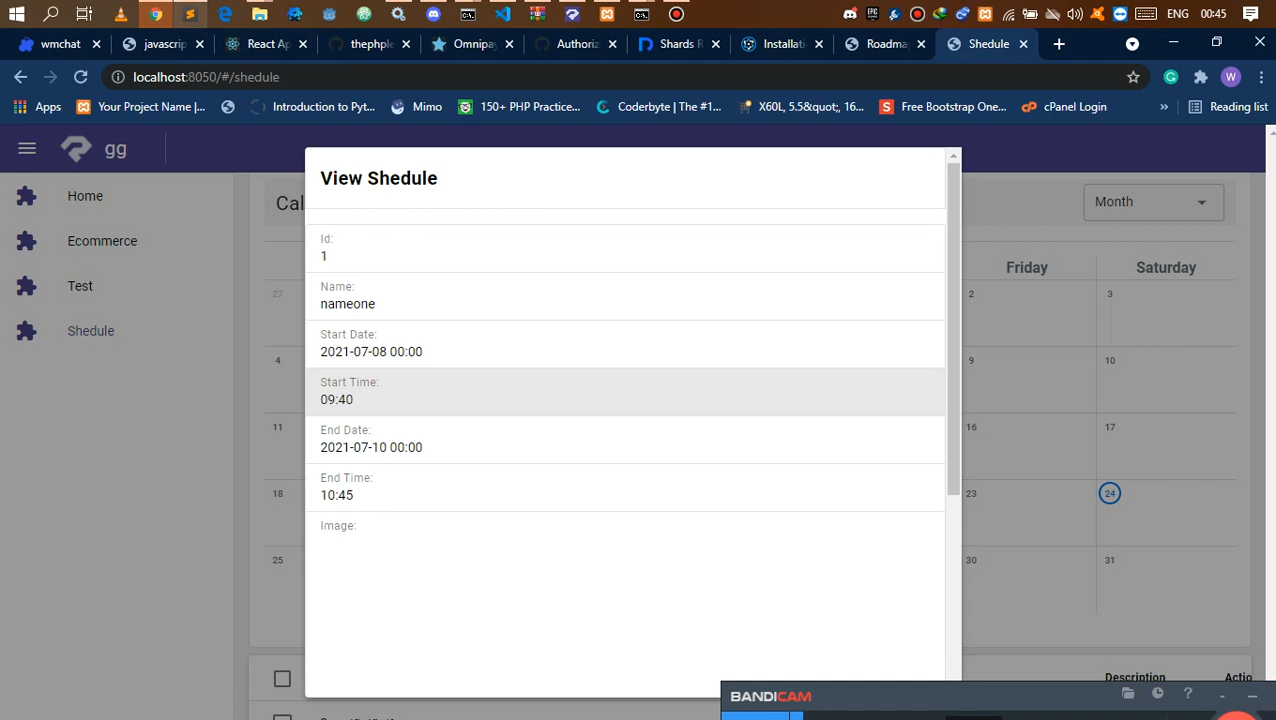 ENG 00:45
wmchat javascrip React Ap thephple Omnipay Authoriz Shards R Installati Roadma Shedule
localhost:8050/#/shedule W
Apps Your Project Name |... Introduction to Pyt... Mimo 150+ PHP Practice... Coderbyte | The #1... X60L, 5.5&quot;, 16... Free Bootstrap One... cPanel Login » Reading list
gg
Home
Ecommerce
Test
Shedule
Cal
Month
Friday Saturday
27 2 3
4 9 10
11 16 17
18 23 24
25 30 31
View Shedule
Id:
1
Name:
nameone
Start Date:
2021-07-08 00:00
Start Time:
09:40
End Date:
2021-07-10 00:00
End Time:
10:45
Image:
Description Actio
BANDICAM